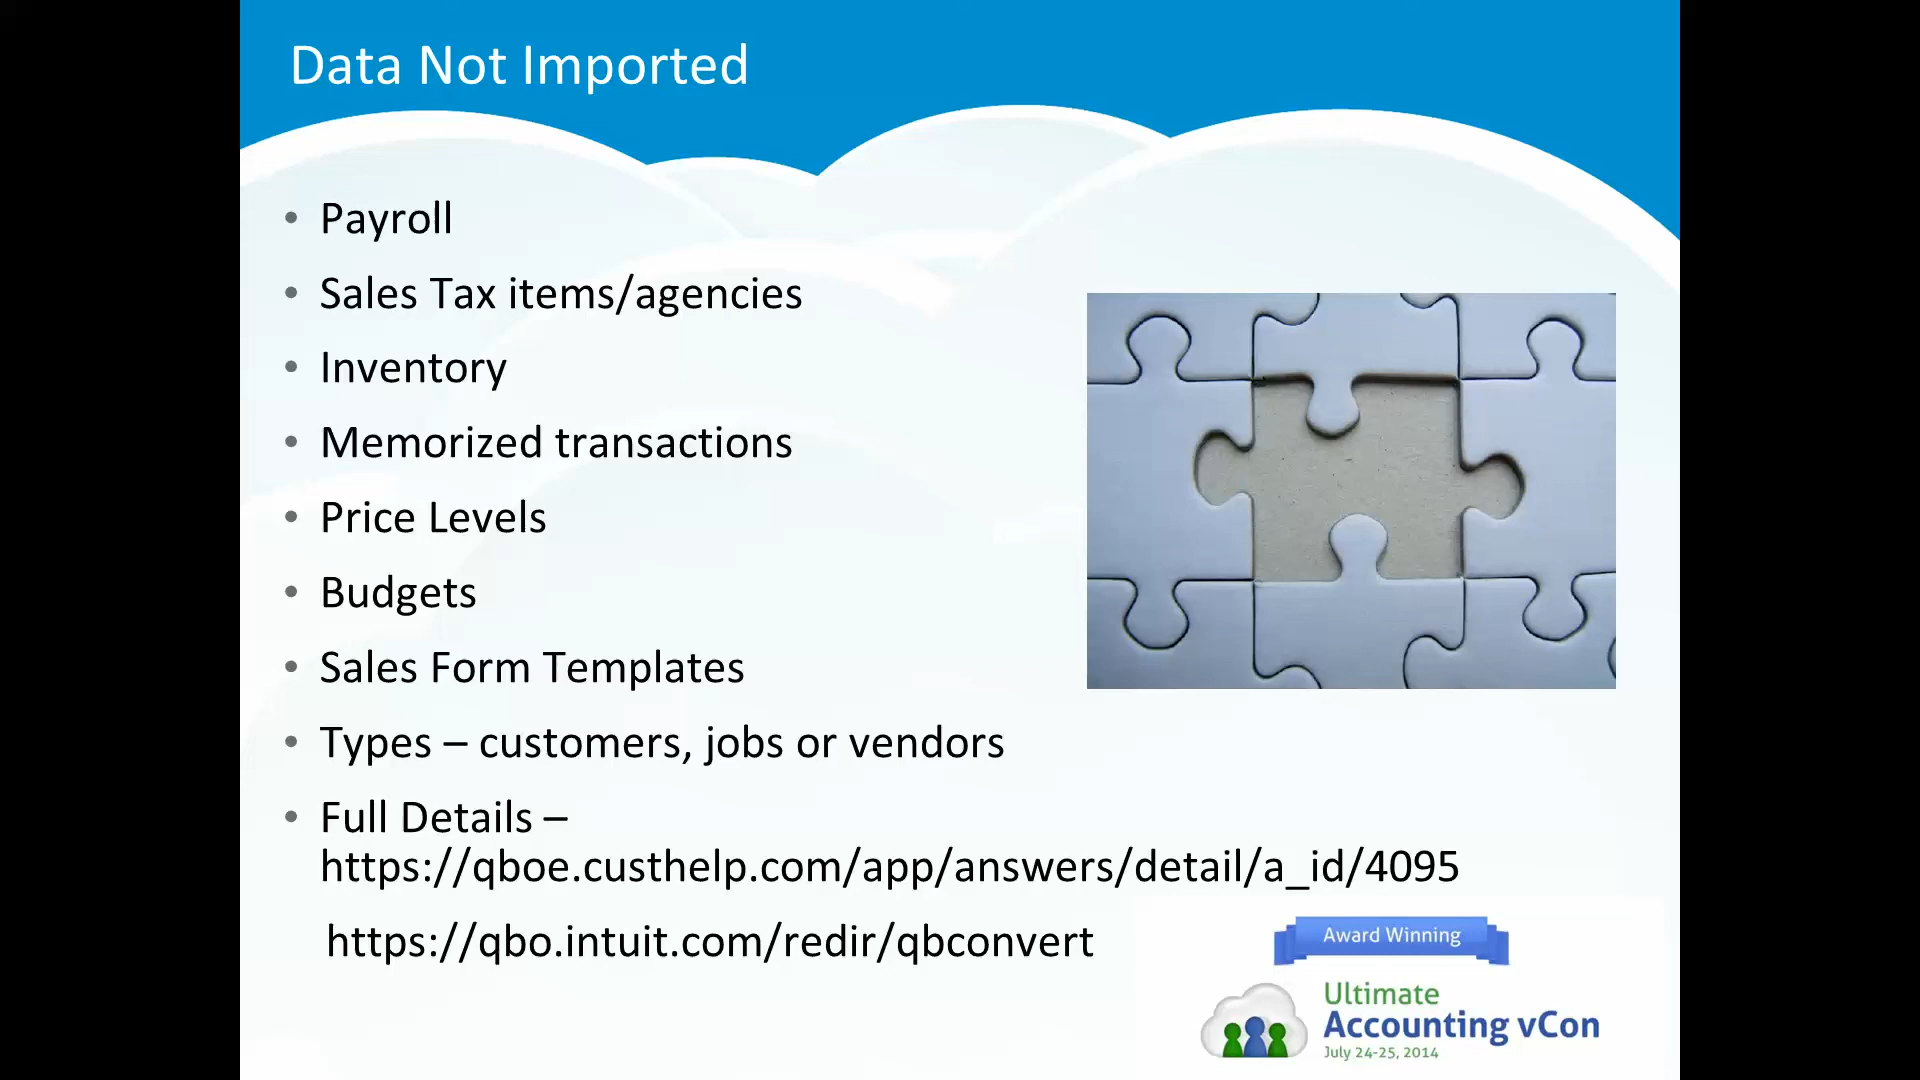 Data Not Imported
• Payroll
• Sales Tax items/agencies
• Inventory
• Memorized transactions
• Price Levels
• Budgets
• Sales Form Templates
• Types – customers, jobs or vendors
• Full Details –
https://qboe.custhelp.com/app/answers/detail/a_id/4095
https://qbo.intuit.com/redir/qbconvert
Award Winning
Ultimate
Accounting vCon
July 24-25, 2014